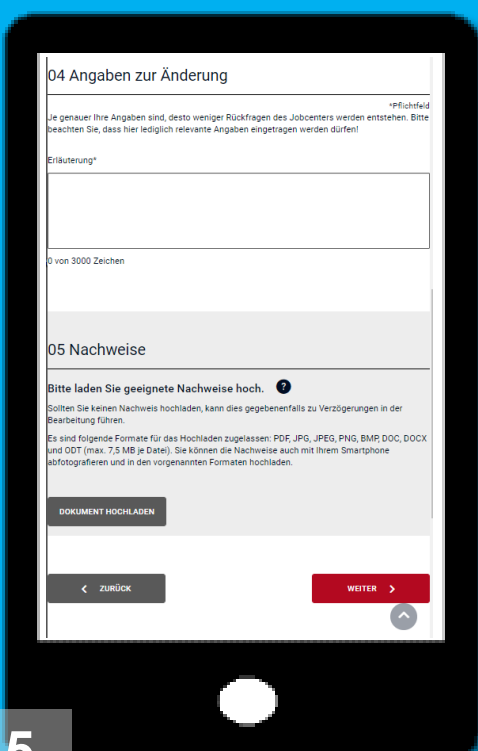 04 Angaben zur Änderung
*Pflichtfeld
Je genauer Ihre Angaben sind, desto weniger Rückfragen des Jobcenters werden entstehen. Bitte
beachten Sie, dass hier lediglich relevante Angaben eingetragen werden dürfen!
Erläuterung*
0 von 3000 Zeichen
05 Nachweise
Bitte laden Sie geeignete Nachweise hoch. ?
Sollten Sie keinen Nachweis hochladen, kann dies gegebenenfalls zu Verzögerungen in der
Bearbeitung führen.
Es sind folgende Formate für das Hochladen zugelassen: PDF, JPG, JPEG, PNG, BMP, DOC, DOCX
und ODT (max. 7,5 MB je Datei). Sie können die Nachweise auch mit Ihrem Smartphone
abfotografieren und in den vorgenannten Formaten hochladen.
DOKUMENT HOCHLADEN
ZURÜCK
WEITER
5